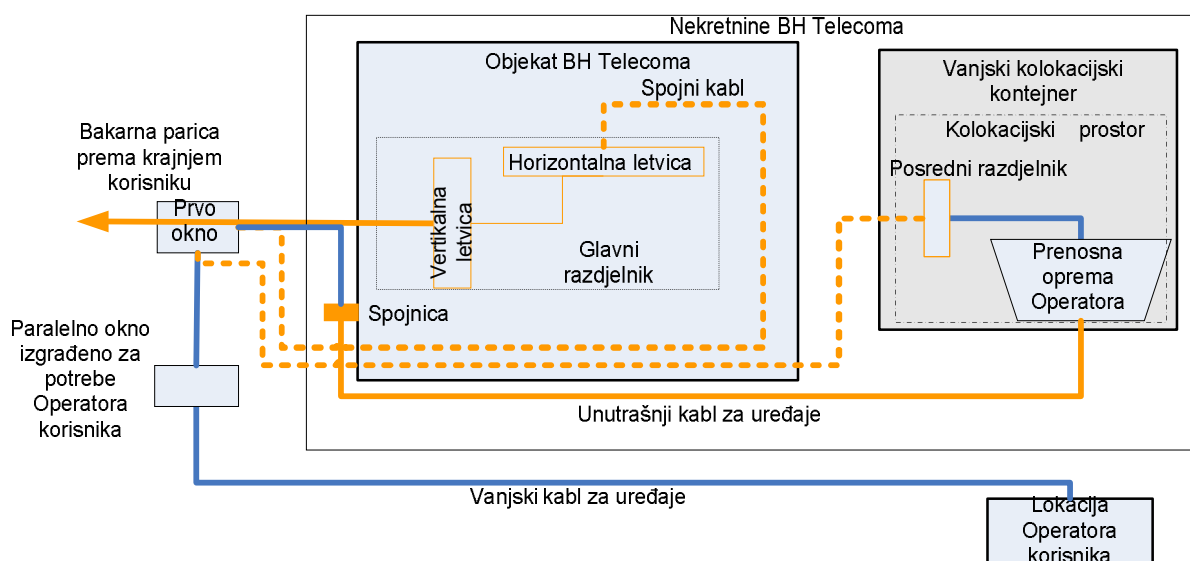 Nekretnine BH Telecoma
Objekat BH Telecoma
Spojni kabl
Vanjski kolokacijski
kontejner
Kolokacijski prostor
Posredni razdjelnik
Prenosna
oprema
Operatora
Bakarna parica
prema krajnjem
korisniku
Prvo
okno
Horizontalna letvica
Vertikalna
letvica
Glavni
razdjelnik
Spojnica
Paralelno okno
izgrađeno za
potrebe
Operatora
korisnika
Unutrašnji kabl za uređaje
Vanjski kabl za uređaje
Lokacija
Operatora
korisnika